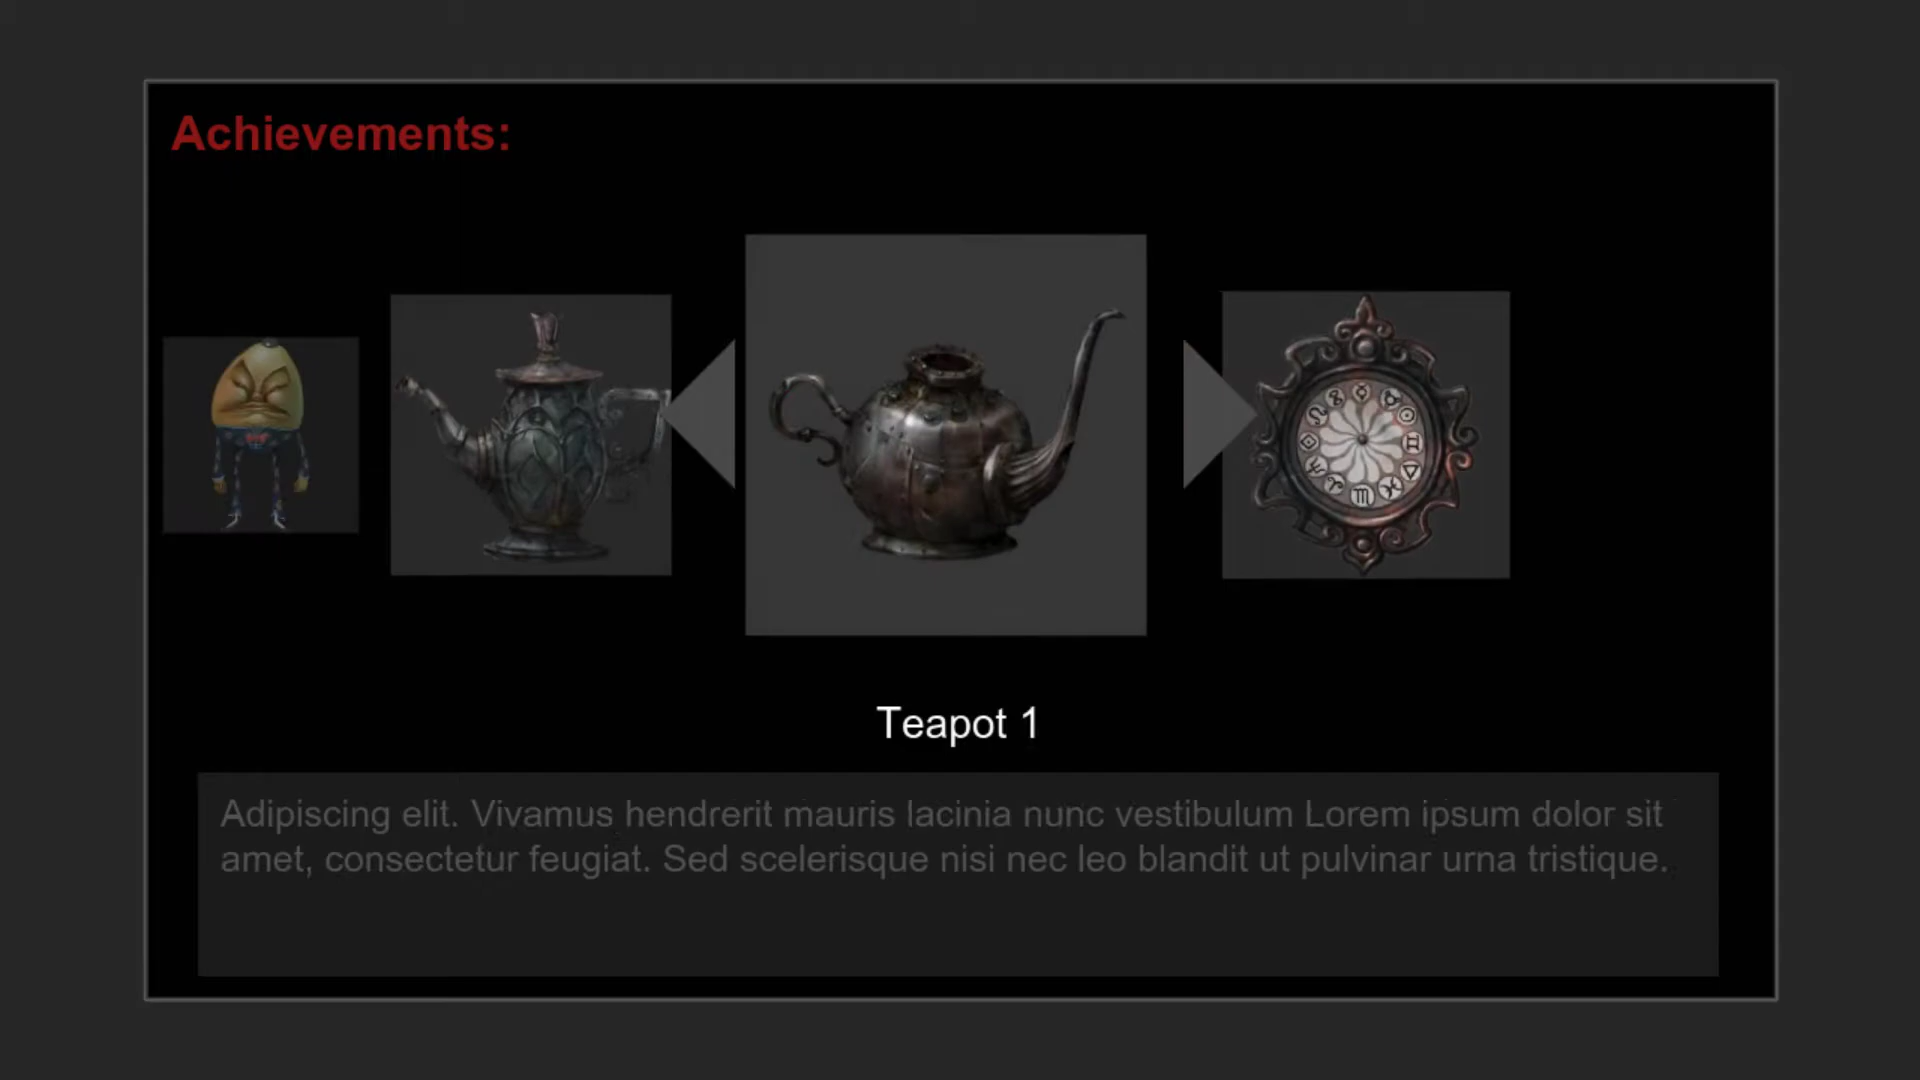 Achievements:
Teapot 1
Adipiscing elit. Vivamus hendrerit mauris lacinia nunc vestibulum Lorem ipsum dolor sit
amet, consectetur feugiat. Sed scelerisque nisi nec leo blandit ut pulvinar urna tristique.